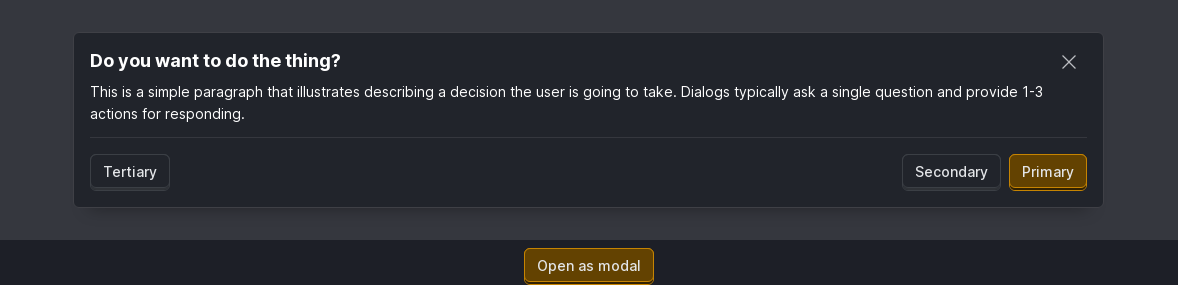 Do you want to do the thing?
This is a simple paragraph that illustrates describing a decision the user is going to take. Dialogs typically ask a single question and provide 1-3
actions for responding.
Tertiary
Secondary
Primary
Open as modal